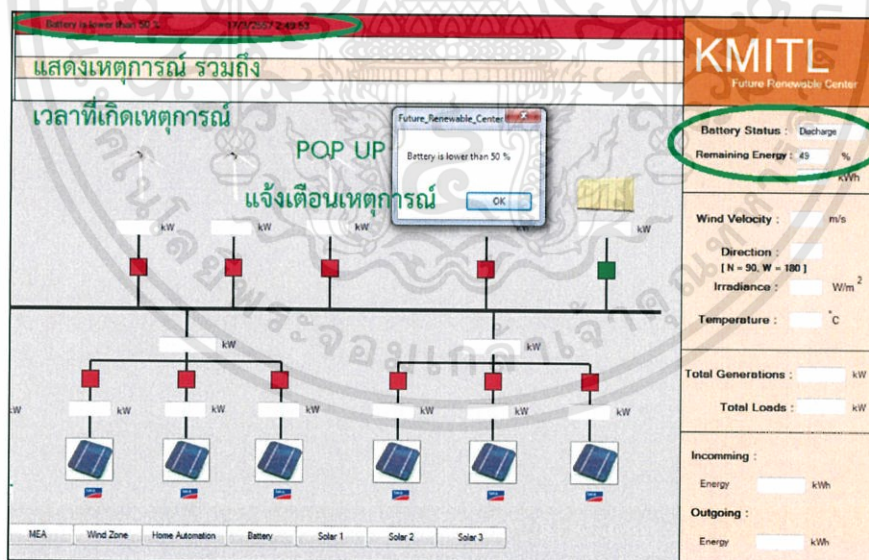 Battery is lower than 50 % 17/3/2557 2:49:53
แสดงเหตุการณ์ รวมถึง
เวลาที่เกิดเหตุการณ์
POP UP
แจ้งเตือนเหตุการณ์
Future_Renewable_Center
Battery is lower than 50 %
OK
kW kW kW kW
kW kW
kW kW kW kW kW kW kW
MEA Wind Zone Home Automation Battery Solar 1 Solar 2 Solar 3
KMITL
Future Renewable Center
Battery Status : Discharge
Remaining Energy : 49 %
kWh
Wind Velocity : m/s
Direction :
[ N = 90, W = 180 ]
Irradiance : W/m2
Temperature : °C
Total Generations : kW
Total Loads : kW
Incomming :
Energy kWh
Outgoing :
Energy kWh